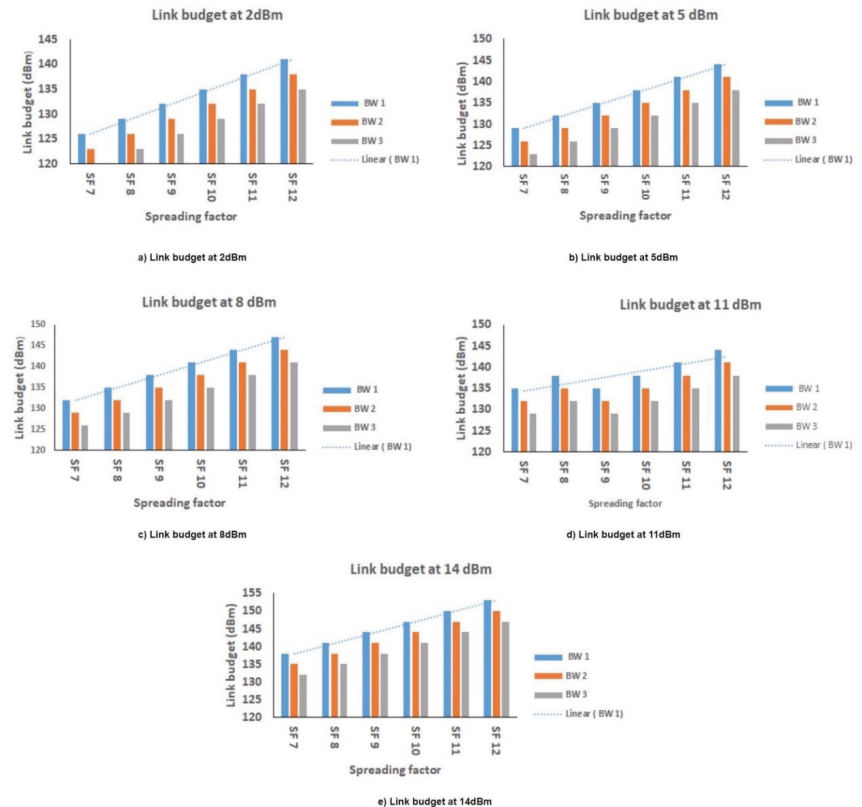 Link budget at 2dBm
Link budget (dBm)
145
140
135
130
125
120
SF 7
SF 8
SF 9
SF 10
SF 11
SF 12
Spreading factor
BW 1
BW 2
BW 3
Linear ( BW 1)
a) Link budget at 2dBm
Link budget at 5 dBm
Link budget (dBm)
150
145
140
135
130
125
120
SF 7
SF 8
SF 9
SF 10
SF 11
SF 12
Spreading factor
BW 1
BW 2
BW 3
Linear ( BW 1)
b) Link budget at 5dBm
Link budget at 8 dBm
Link budget (dBm)
150
145
140
135
130
125
120
SF 7
SF 8
SF 9
SF 10
SF 11
SF 12
Spreading factor
BW 1
BW 2
BW 3
Linear ( BW 1)
c) Link budget at 8dBm
Link budget at 11 dBm
Link budget (dBm)
150
145
140
135
130
125
120
SF 7
SF 8
SF 9
SF 10
SF 11
SF 12
Spreading factor
BW 1
BW 2
BW 3
Linear ( BW 1)
d) Link budget at 11dBm
Link budget at 14 dBm
Link budget (dBm)
155
150
145
140
135
130
125
120
SF 7
SF 8
SF 9
SF 10
SF 11
SF 12
Spreading factor
BW 1
BW 2
BW 3
Linear ( BW 1)
e) Link budget at 14dBm